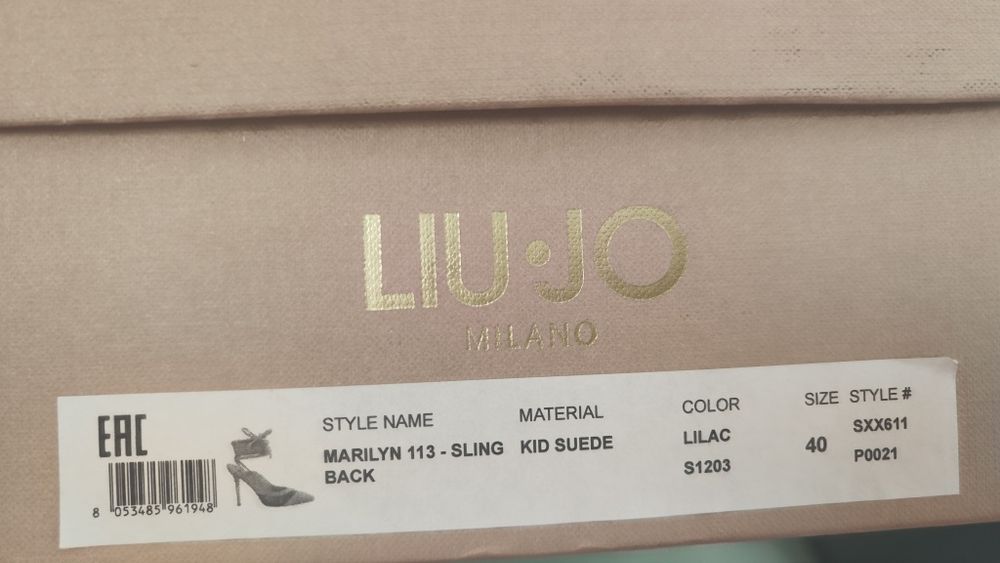 LIU·JO
MILANO
EAC
8 053485 961948
STYLE NAME
MARILYN 113 - SLING
BACK
MATERIAL
KID SUEDE
COLOR
LILAC
S1203
SIZE
40
STYLE #
SXX611
P0021